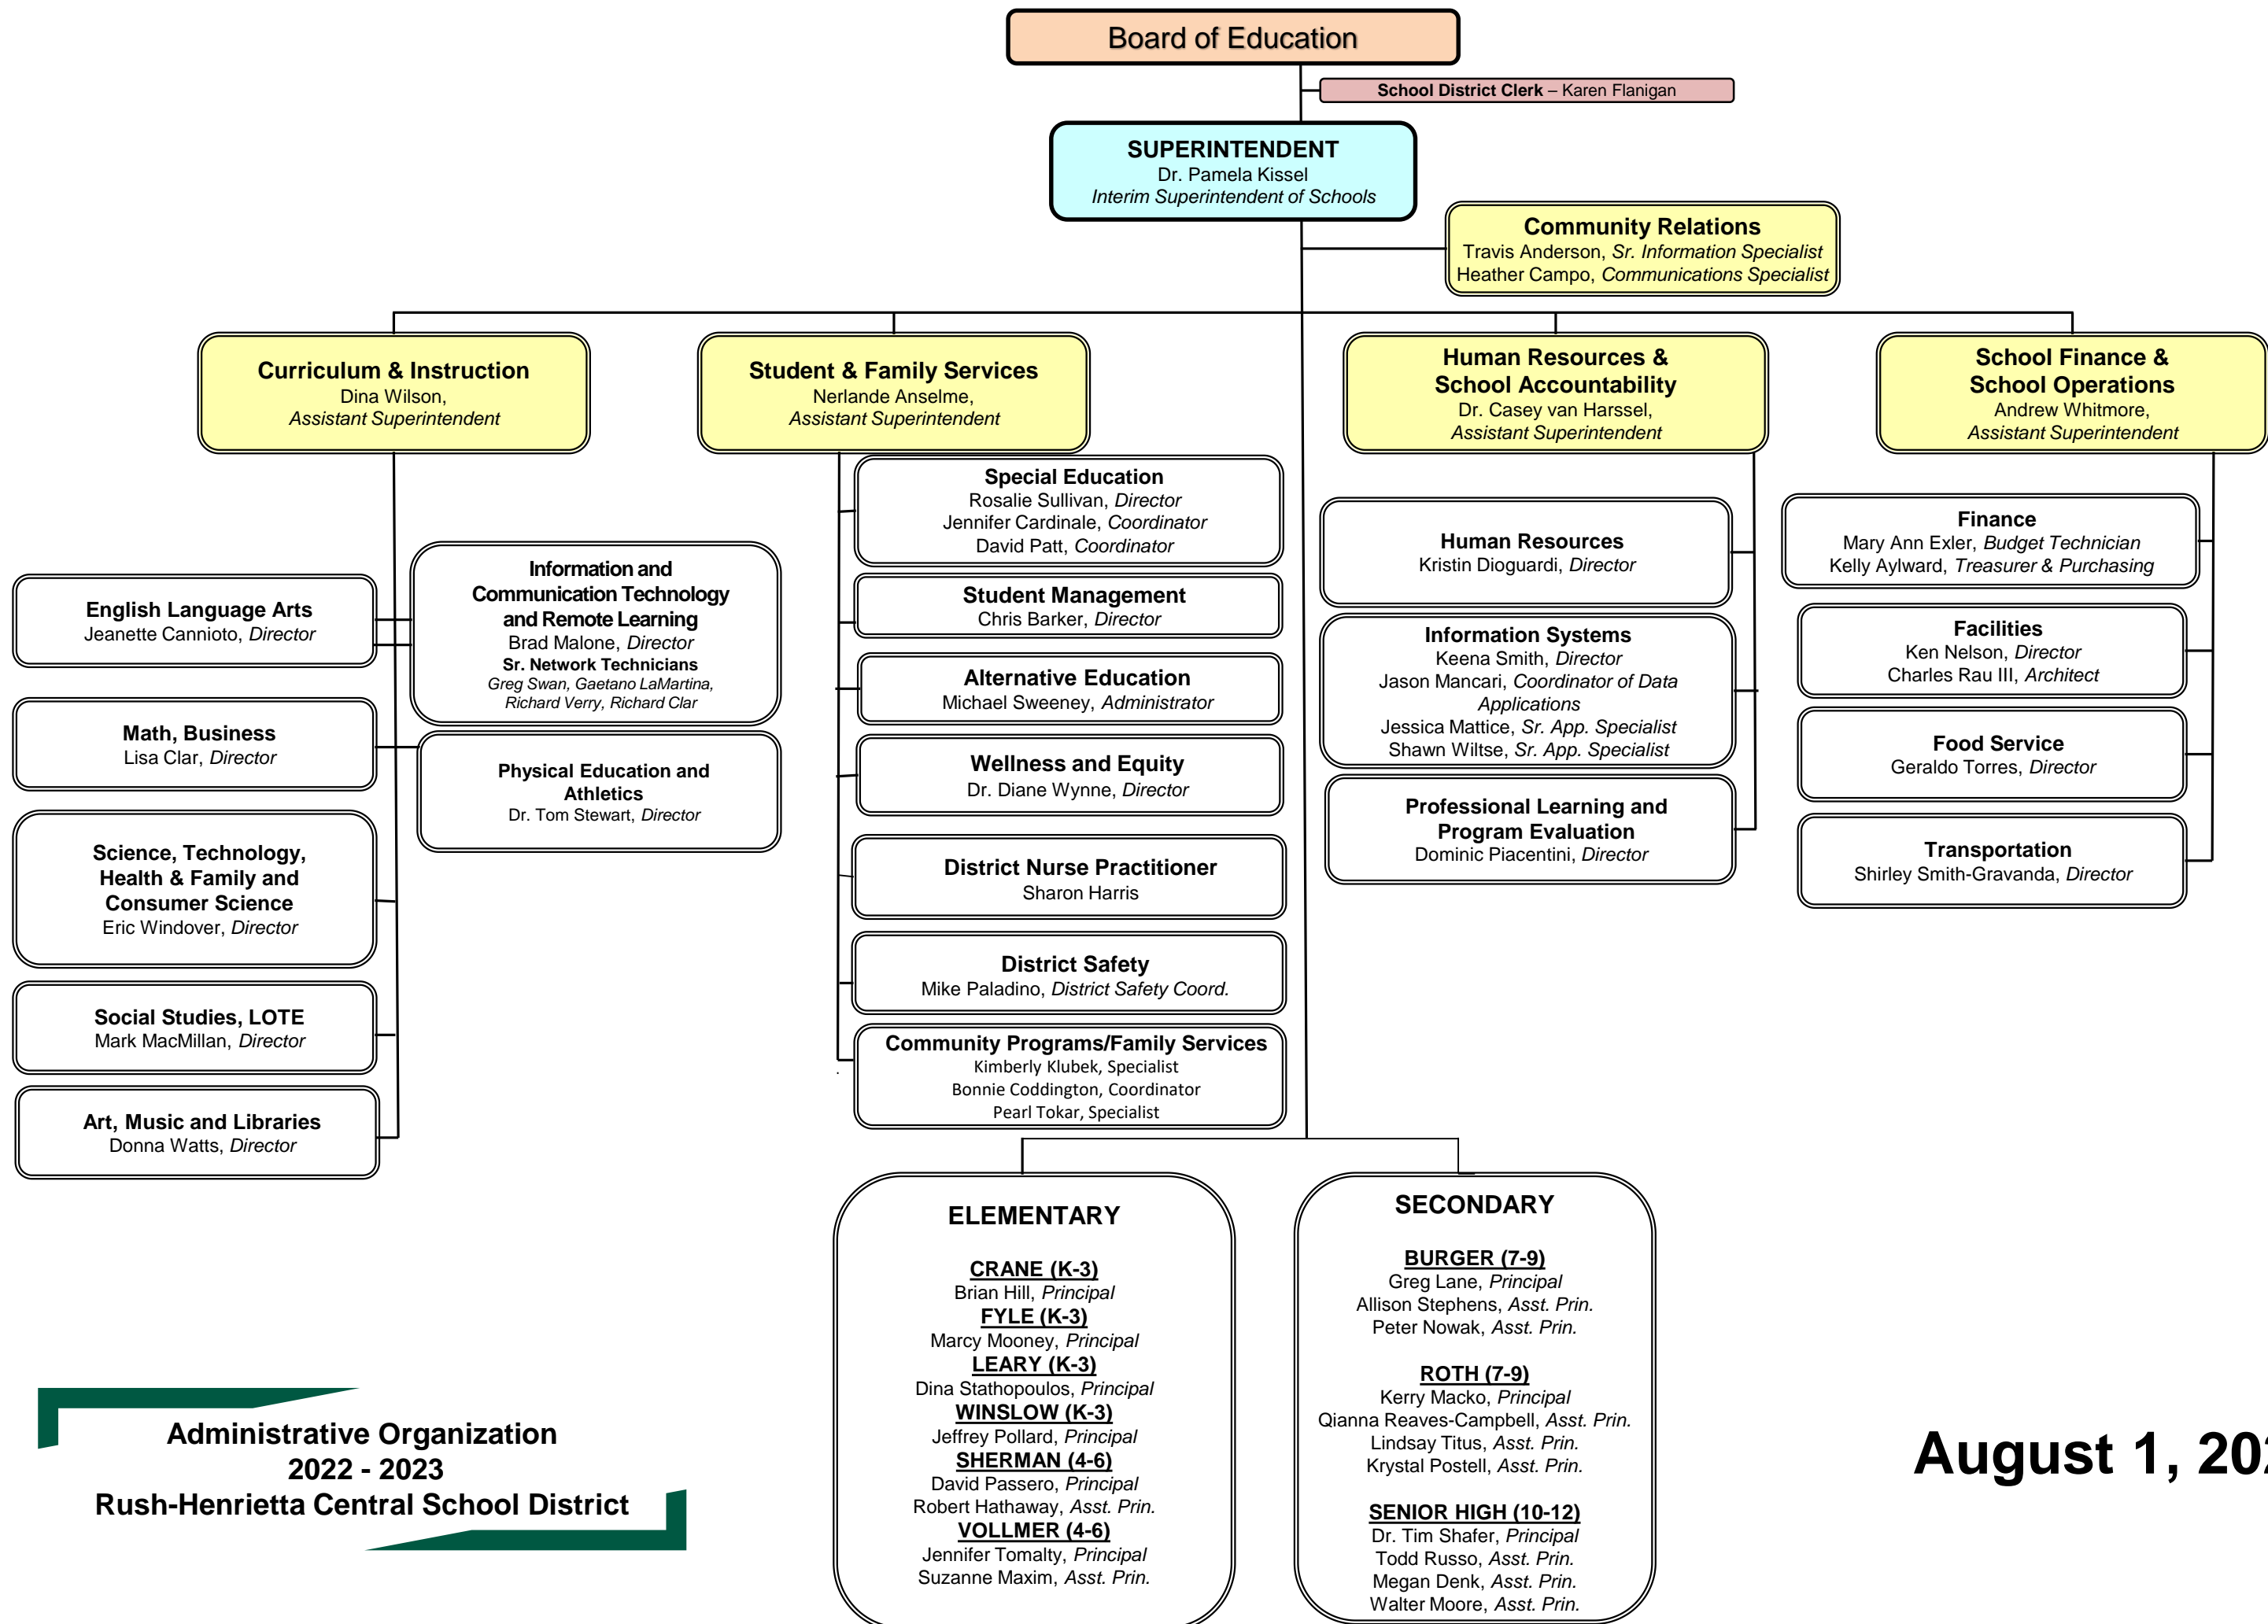 Board of Education
School District Clerk – Karen Flanigan
SUPERINTENDENT
Dr. Pamela Kissel
Interim Superintendent of Schools
Community Relations
Travis Anderson, Sr. Information Specialist
Heather Campo, Communications Specialist
Curriculum & Instruction
Dina Wilson,
Assistant Superintendent
Student & Family Services
Nerlande Anselme,
Assistant Superintendent
Human Resources &
School Accountability
Dr. Casey van Harssel,
Assistant Superintendent
School Finance &
School Operations
Andrew Whitmore,
Assistant Superintendent
English Language Arts
Jeanette Cannioto, Director
Math, Business
Lisa Clar, Director
Science, Technology,
Health & Family and
Consumer Science
Eric Windover, Director
Social Studies, LOTE
Mark MacMillan, Director
Art, Music and Libraries
Donna Watts, Director
Information and
Communication Technology
and Remote Learning
Brad Malone, Director
Sr. Network Technicians
Greg Swan, Gaetano LaMartina,
Richard Verry, Richard Clar
Physical Education and
Athletics
Dr. Tom Stewart, Director
Special Education
Rosalie Sullivan, Director
Jennifer Cardinale, Coordinator
David Patt, Coordinator
Student Management
Chris Barker, Director
Alternative Education
Michael Sweeney, Administrator
Wellness and Equity
Dr. Diane Wynne, Director
District Nurse Practitioner
Sharon Harris
District Safety
Mike Paladino, District Safety Coord.
Community Programs/Family Services
Kimberly Klubek, Specialist
Bonnie Coddington, Coordinator
Pearl Tokar, Specialist
Human Resources
Kristin Dioguardi, Director
Information Systems
Keena Smith, Director
Jason Mancari, Coordinator of Data
Applications
Jessica Mattice, Sr. App. Specialist
Shawn Wiltse, Sr. App. Specialist
Professional Learning and
Program Evaluation
Dominic Piacentini, Director
Finance
Mary Ann Exler, Budget Technician
Kelly Aylward, Treasurer & Purchasing
Facilities
Ken Nelson, Director
Charles Rau III, Architect
Food Service
Geraldo Torres, Director
Transportation
Shirley Smith-Gravanda, Director
ELEMENTARY
CRANE (K-3)
Brian Hill, Principal
FYLE (K-3)
Marcy Mooney, Principal
LEARY (K-3)
Dina Stathopoulos, Principal
WINSLOW (K-3)
Jeffrey Pollard, Principal
SHERMAN (4-6)
David Passero, Principal
Robert Hathaway, Asst. Prin.
VOLLMER (4-6)
Jennifer Tomalty, Principal
Suzanne Maxim, Asst. Prin.
SECONDARY
BURGER (7-9)
Greg Lane, Principal
Allison Stephens, Asst. Prin.
Peter Nowak, Asst. Prin.
ROTH (7-9)
Kerry Macko, Principal
Qianna Reaves-Campbell, Asst. Prin.
Lindsay Titus, Asst. Prin.
Krystal Postell, Asst. Prin.
SENIOR HIGH (10-12)
Dr. Tim Shafer, Principal
Todd Russo, Asst. Prin.
Megan Denk, Asst. Prin.
Walter Moore, Asst. Prin.
Administrative Organization
2022 - 2023
Rush-Henrietta Central School District
August 1,